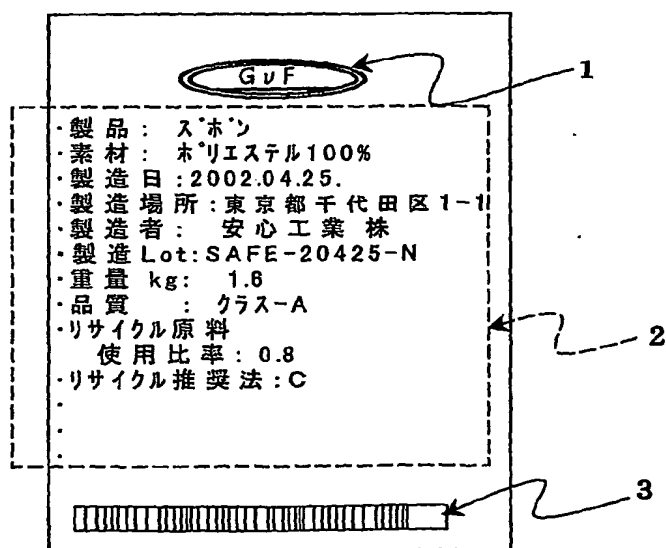 GνF
1
・製品: ズボン
・素材: ポリエステル100%
・製造日:2002.04.25.
・製造場所:東京都千代田区1-1
・製造者: 安心工業 株
・製造Lot:SAFE-20425-N
・重量 kg: 1.6
・品質 : クラス-A
・リサイクル原料
使用比率: 0.8
・リサイクル推奨法:C
・
・
・
2
3